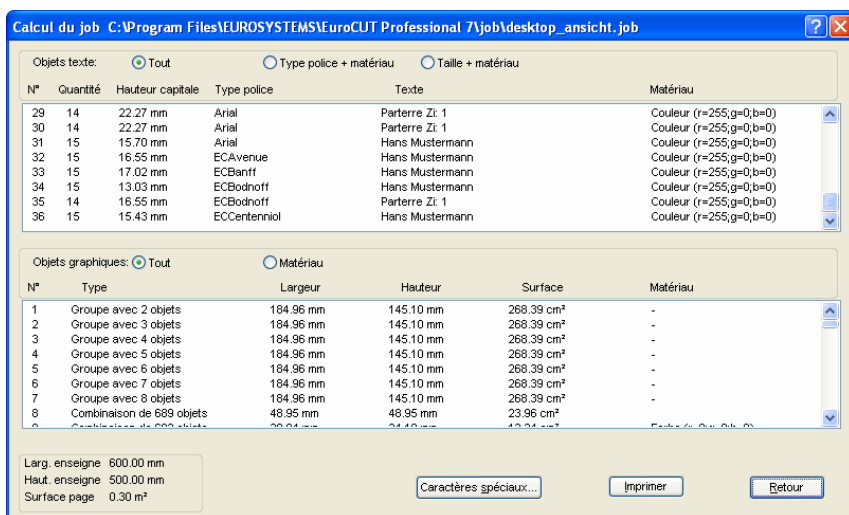 Calcul du job C:\Program Files\EUROSYSTEMS\EuroCUT Professional 7\job\desktop_ansicht.job
Objets texte: Tout Type police + matériau Taille + matériau
N° Quantité Hauteur capitale Type police Texte Matériau
29 14 22.27 mm Arial Parterre Zi: 1 Couleur (r=255;g=0;b=0)
30 14 22.27 mm Arial Parterre Zi: 1 Couleur (r=255;g=0;b=0)
31 15 15.70 mm Arial Hans Mustermann Couleur (r=255;g=0;b=0)
32 15 16.55 mm ECAvenue Hans Mustermann Couleur (r=255;g=0;b=0)
33 15 17.02 mm ECBanff Hans Mustermann Couleur (r=255;g=0;b=0)
34 15 13.03 mm ECBodnoff Hans Mustermann Couleur (r=255;g=0;b=0)
35 14 16.55 mm ECBodnoff Parterre Zi: 1 Couleur (r=255;g=0;b=0)
36 15 15.43 mm ECCentenniol Hans Mustermann Couleur (r=255;g=0;b=0)
Objets graphiques: Tout Matériau
N° Type Largeur Hauteur Surface Matériau
1 Groupe avec 2 objets 184.96 mm 145.10 mm 268.39 cm² -
2 Groupe avec 3 objets 184.96 mm 145.10 mm 268.39 cm² -
3 Groupe avec 4 objets 184.96 mm 145.10 mm 268.39 cm² -
4 Groupe avec 5 objets 184.96 mm 145.10 mm 268.39 cm² -
5 Groupe avec 6 objets 184.96 mm 145.10 mm 268.39 cm² -
6 Groupe avec 7 objets 184.96 mm 145.10 mm 268.39 cm² -
7 Groupe avec 8 objets 184.96 mm 145.10 mm 268.39 cm² -
8 Combinaison de 689 objets 48.95 mm 48.95 mm 23.96 cm²
Larg. enseigne 600.00 mm
Haut. enseigne 500.00 mm
Surface page 0.30 m²
Caractères spéciaux... Imprimer Retour